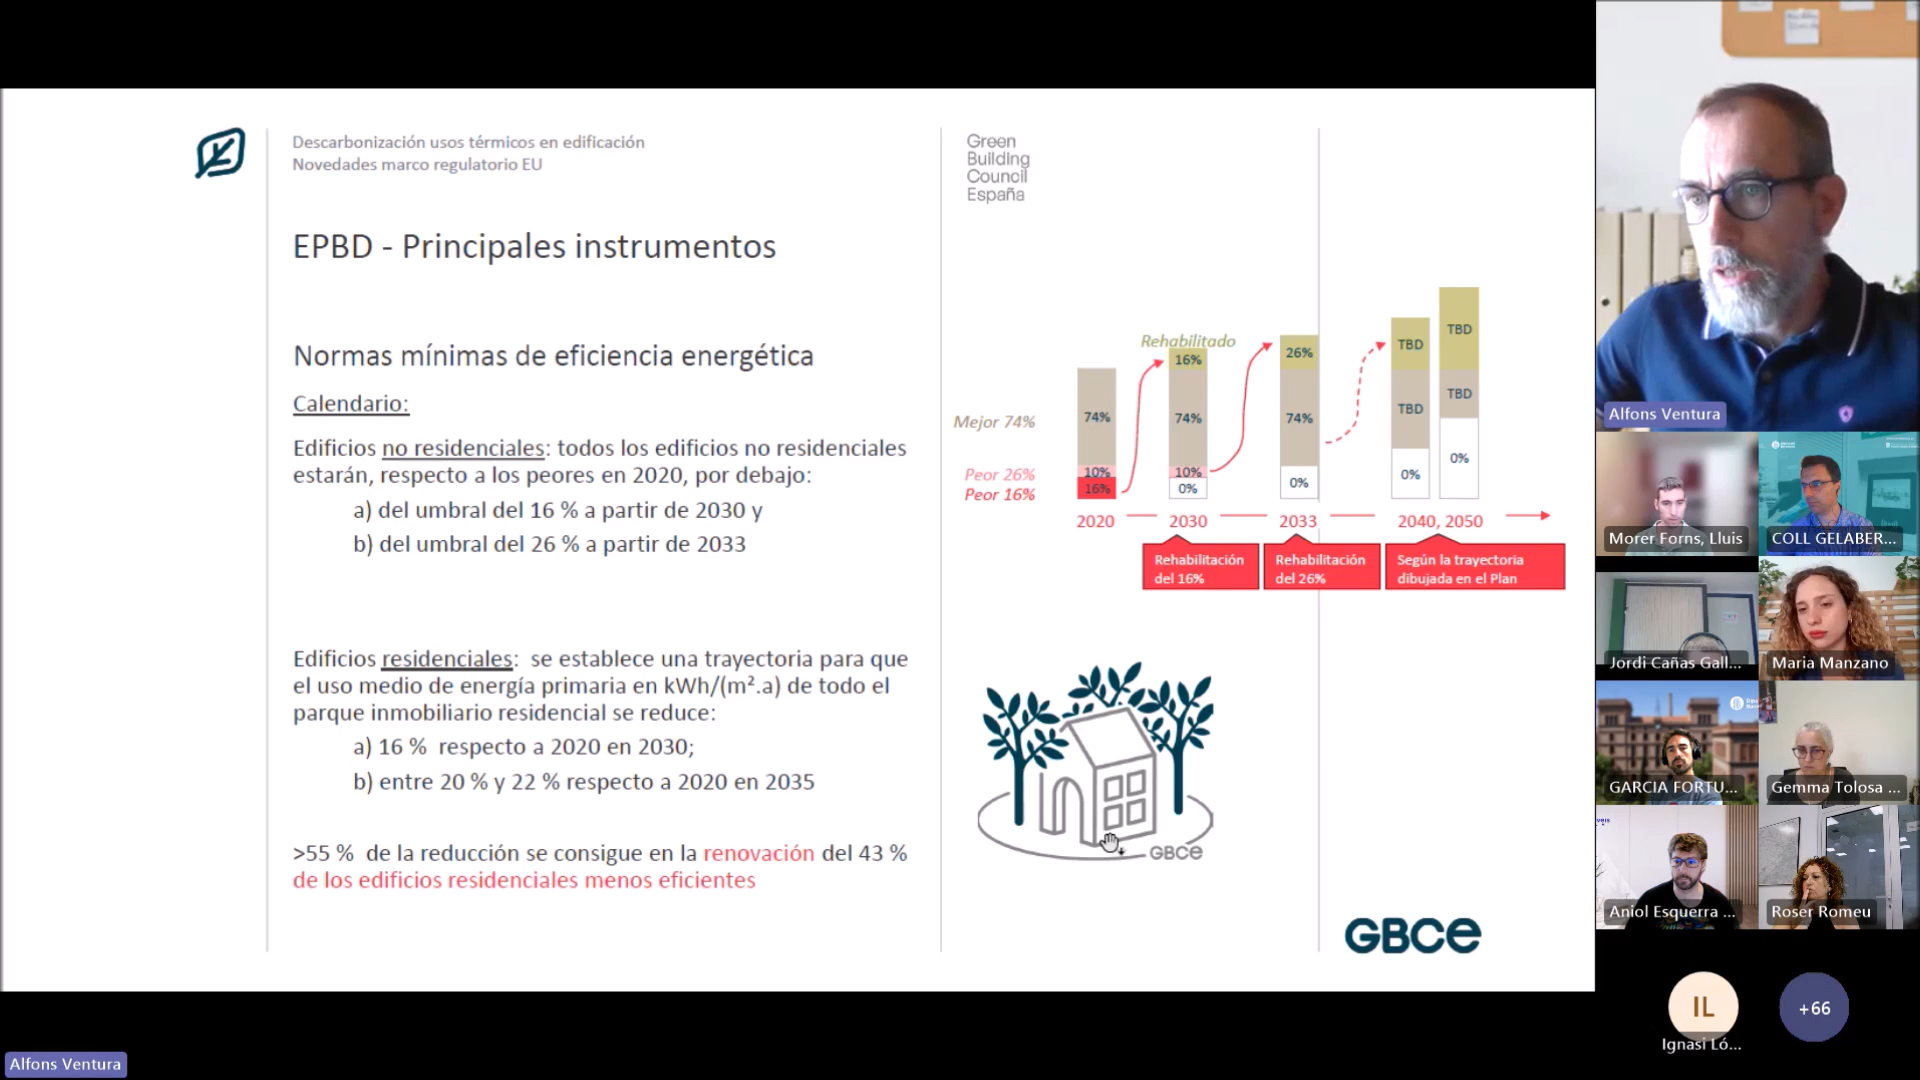 Descarbonización usos térmicos en edificación
Novedades marco regulatorio EU
Green
Building
Council
España
EPBD - Principales instrumentos
Normas mínimas de eficiencia energética
Calendario:
Edificios no residenciales: todos los edificios no residenciales
estarán, respecto a los peores en 2020, por debajo:
a) del umbral del 16 % a partir de 2030 y
b) del umbral del 26 % a partir de 2033
Edificios residenciales:  se establece una trayectoria para que
el uso medio de energía primaria en kWh/(m².a) de todo el
parque inmobiliario residencial se reduce:
a) 16 %  respecto a 2020 en 2030;
b) entre 20 % y 22 % respecto a 2020 en 2035
>55 %  de la reducción se consigue en la renovación del 43 %
de los edificios residenciales menos eficientes
Rehabilitado
Mejor 74%
Peor 26%
Peor 16%
74%
10%
16%
16%
74%
10%
0%
26%
74%
0%
TBD
TBD
0%
TBD
TBD
0%
2020
2030
2033
2040, 2050
Rehabilitación
del 16%
Rehabilitación
del 26%
Según la trayectoria
dibujada en el Plan
GBCe
GBCe
Alfons Ventura
Morer Forns, Lluis
COLL GELABER...
Jordi Cañas Gall...
Maria Manzano
GARCIA FORTU...
Gemma Tolosa ...
Aniol Esquerra ...
Roser Romeu
IL
Ignasi Ló...
+66
Alfons Ventura